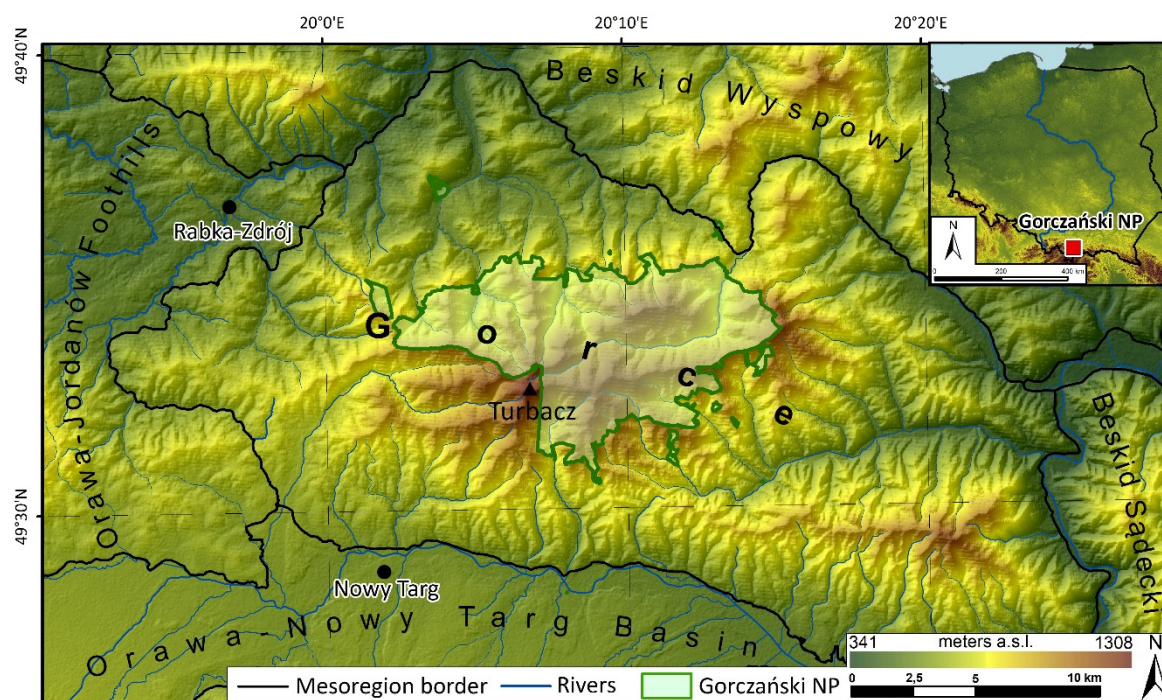 20°0'E
20°10'E
20°20'E
49°40'N
49°30'N
Beskid Wyspowy
Orawa-Jordanów Foothills
Rabka-Zdrój
Gorce
Turbacz
Beskid Sądecki
Nowy Targ
Orawa-Nowy Targ Basin
Gorczański NP
N
0 200 400 km
341 meters a.s.l. 1308
0 2,5 5 10 km
N
Mesoregion border Rivers Gorczański NP